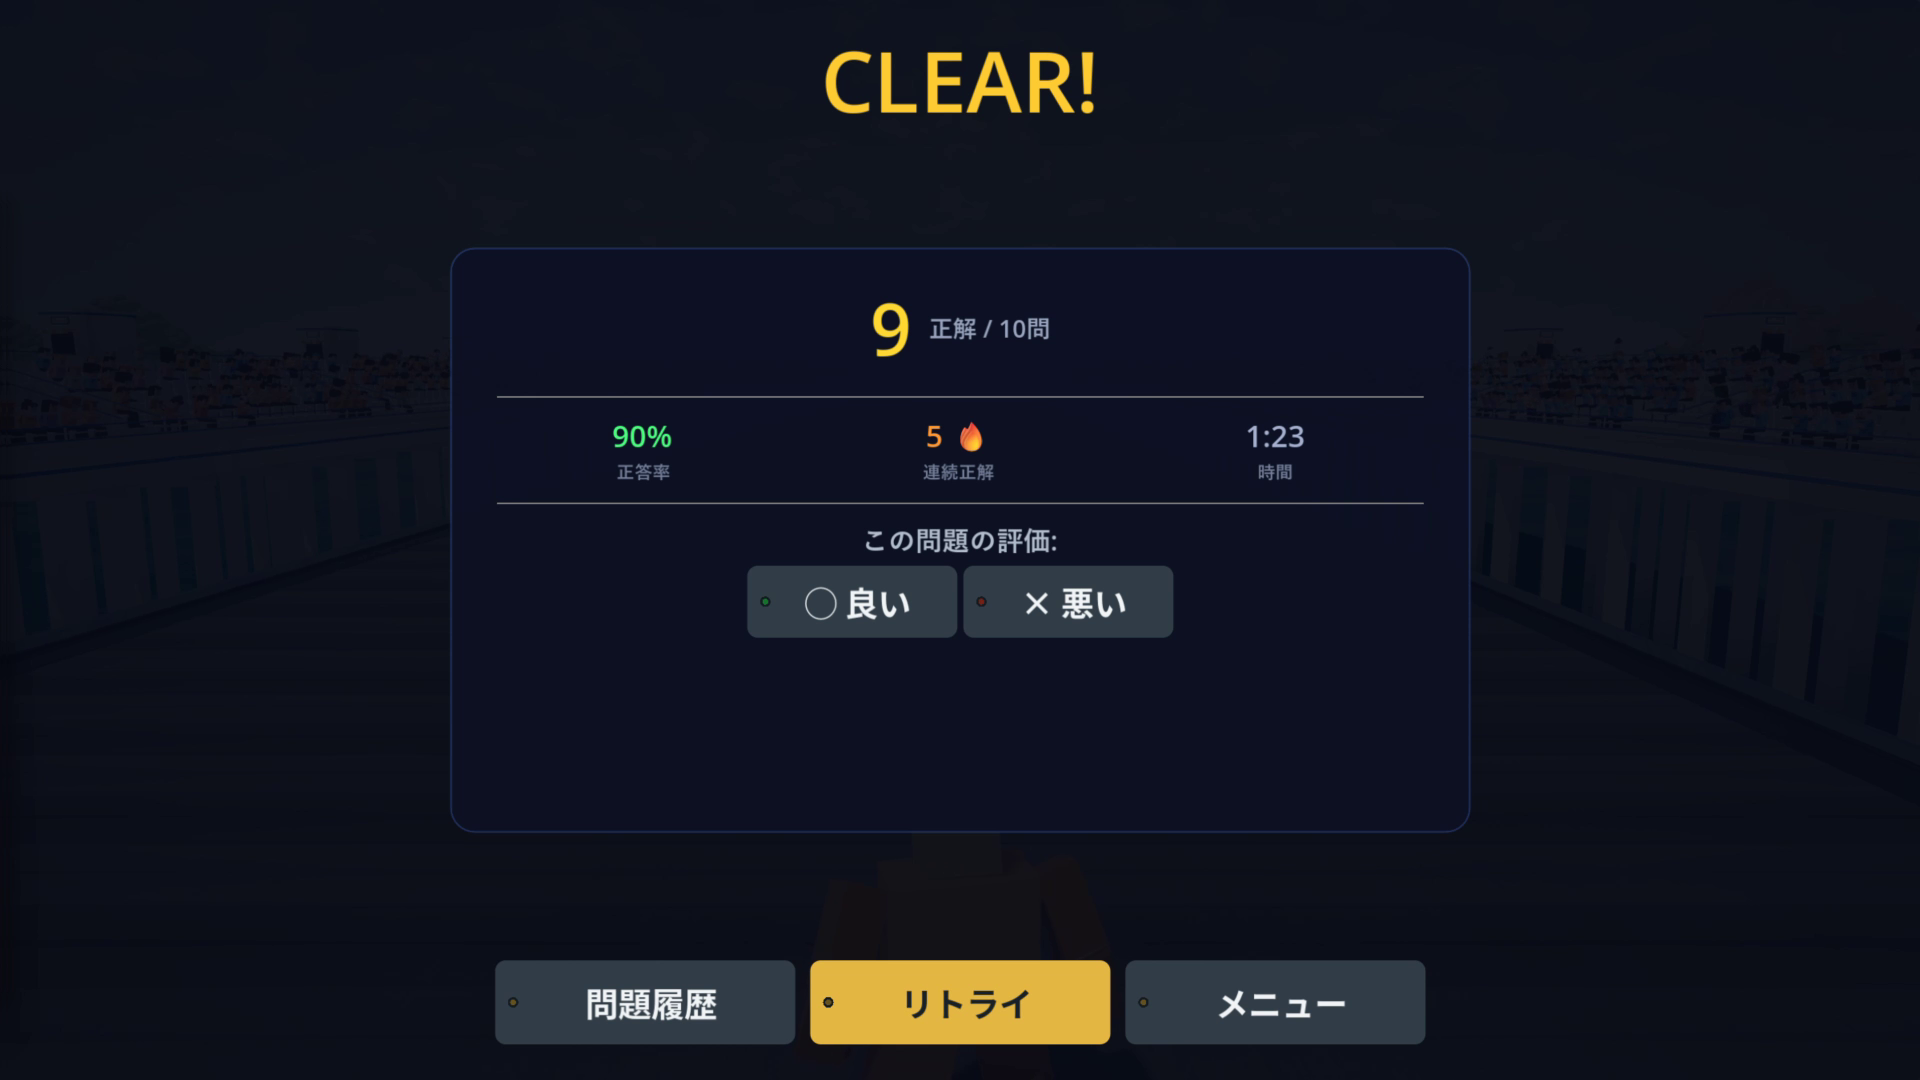 CLEAR!
9 正解 / 10問
90% 5 🔥 1:23
正答率 連続正解 時間
この問題の評価:
○ 良い × 悪い
問題履歴 リトライ メニュー